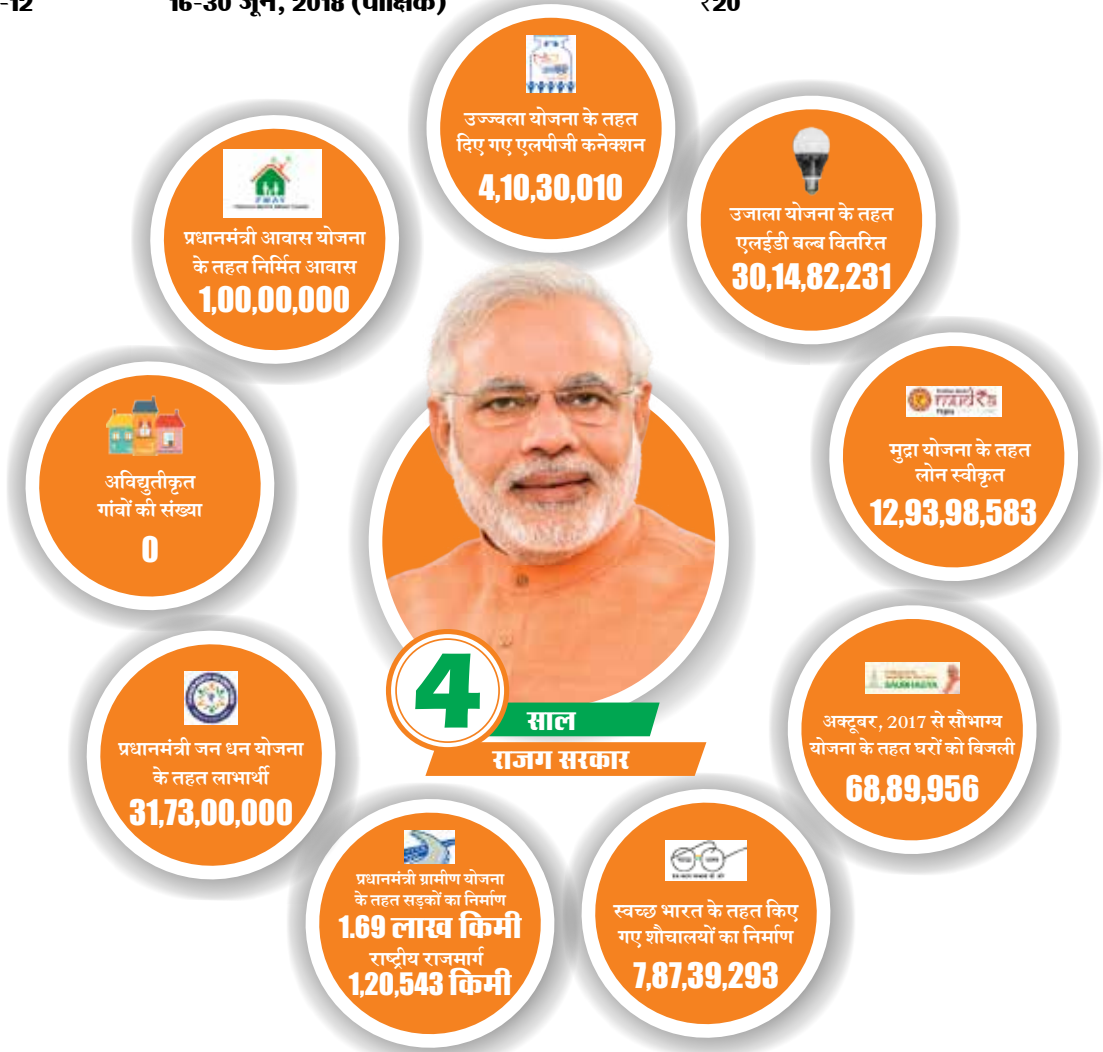 -12 16-30 जून, 2018 (पाक्षिक) ₹20
उज्ज्वला योजना के तहत
दिए गए एलपीजी कनेक्शन
4,10,30,010
उजाला योजना के तहत
एलईडी बल्ब वितरित
30,14,82,231
मुद्रा योजना के तहत
लोन स्वीकृत
12,93,98,583
अक्टूबर, 2017 से सौभाग्य
योजना के तहत घरों को बिजली
68,89,956
स्वच्छ भारत के तहत किए
गए शौचालयों का निर्माण
7,87,39,293
प्रधानमंत्री ग्रामीण योजना
के तहत सड़कों का निर्माण
1.69 लाख किमी
राष्ट्रीय राजमार्ग
1,20,543 किमी
प्रधानमंत्री जन धन योजना
के तहत लाभार्थी
31,73,00,000
अविद्युतीकृत
गांवों की संख्या
0
प्रधानमंत्री आवास योजना
के तहत निर्मित आवास
1,00,00,000
4
साल
राजग सरकार